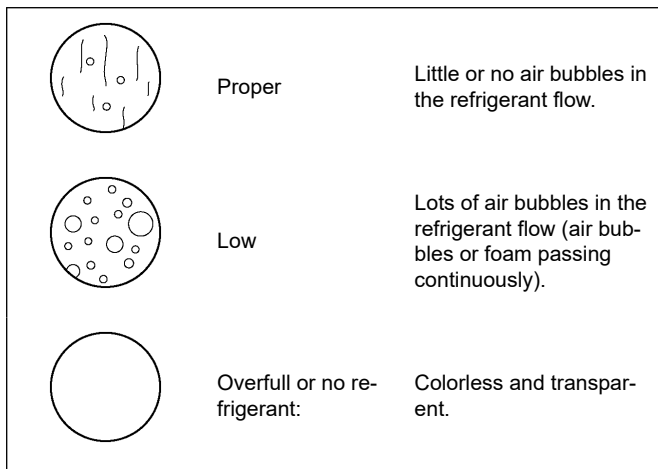 Proper
Little or no air bubbles in
the refrigerant flow.
Low
Lots of air bubbles in the
refrigerant flow (air bub-
bles or foam passing
continuously).
Overfull or no re-
frigerant:
Colorless and transpar-
ent.